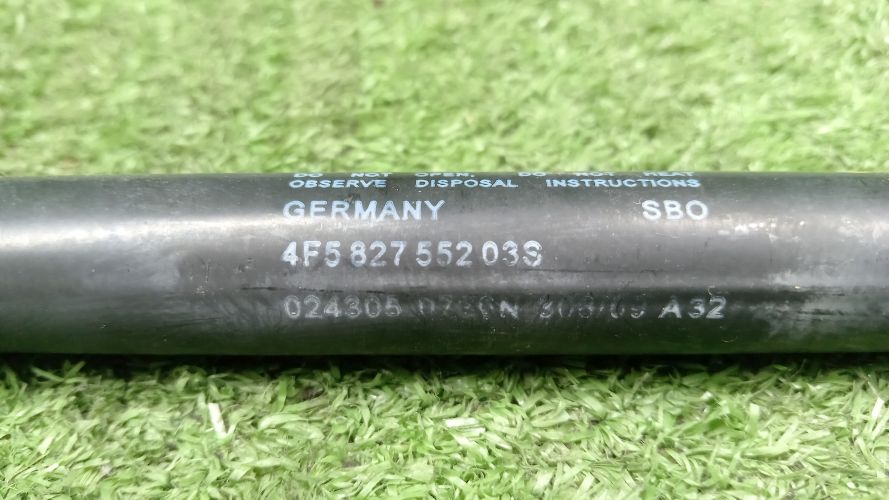 DO NOT OPEN. DO NOT HEAT
OBSERVE DISPOSAL INSTRUCTIONS
GERMANY SBO
4F5 827 552 03S
024305 A32